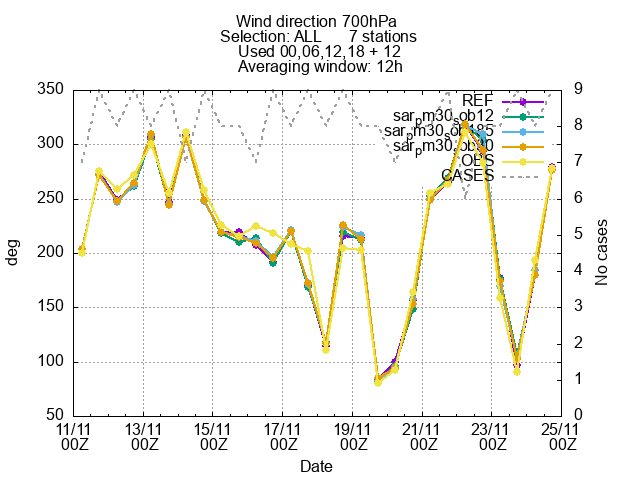 Wind direction 700hPa
Selection: ALL 7 stations
Used 00,06,12,18 + 12
Averaging window: 12h
350
300
250
200
150
100
50
deg
9
8
7
6
5
4
3
2
1
0
No cases
REF
sarpm30sob12
OBS
CASES
11/11 13/11 15/11 17/11 19/11 21/11 23/11 25/11
00Z 00Z 00Z 00Z 00Z 00Z 00Z 00Z
Date